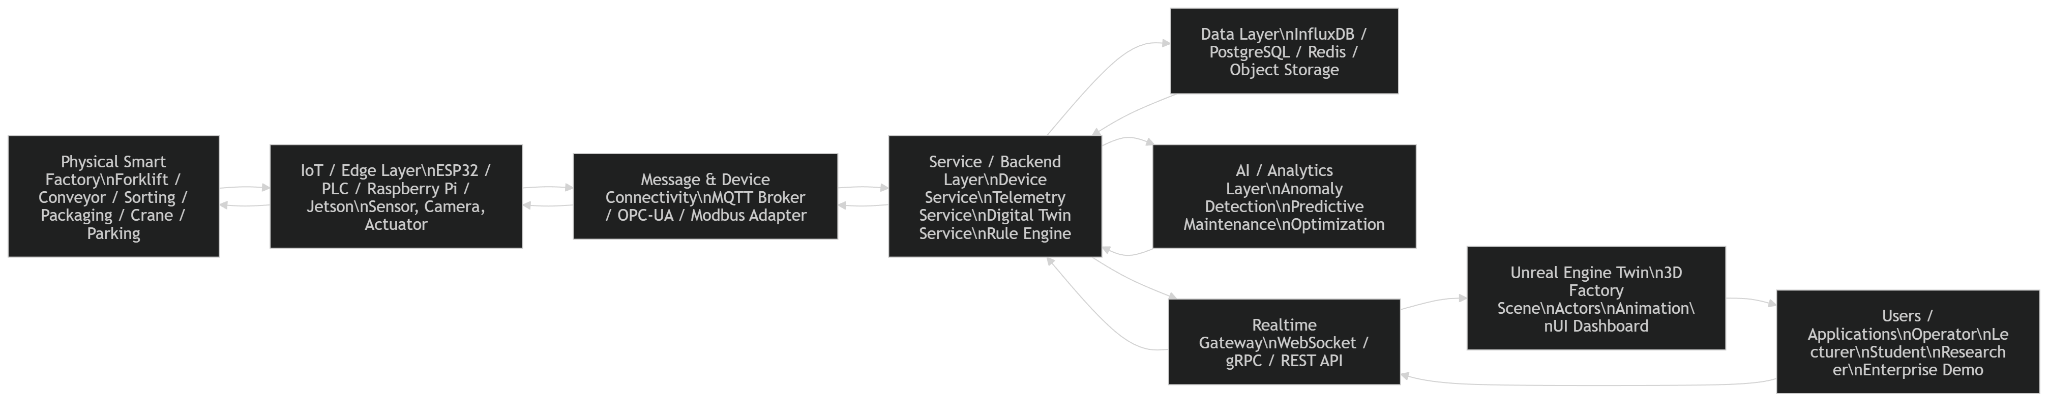 Physical Smart
Factory\nForklift /
Conveyor / Sorting /
Packaging / Crane /
Parking
IoT / Edge Layer\nESP32 /
PLC / Raspberry Pi /
Jetson\nSensor, Camera,
Actuator
Message & Device
Connectivity\nMQTT Broker
/ OPC-UA / Modbus Adapter
Service / Backend
Layer\nDevice
Service\nTelemetry
Service\nDigital Twin
Service\nRule Engine
Data Layer\nInfluxDB /
PostgreSQL / Redis /
Object Storage
AI / Analytics
Layer\nAnomaly
Detection\nPredictive
Maintenance\nOptimization
Realtime
Gateway\nWebSocket /
gRPC / REST API
Unreal Engine Twin\n3D
Factory
Scene\nActors\nAnimation\
nUI Dashboard
Users /
Applications\nOperator\nLe
cturer\nStudent\nResearch
er\nEnterprise Demo